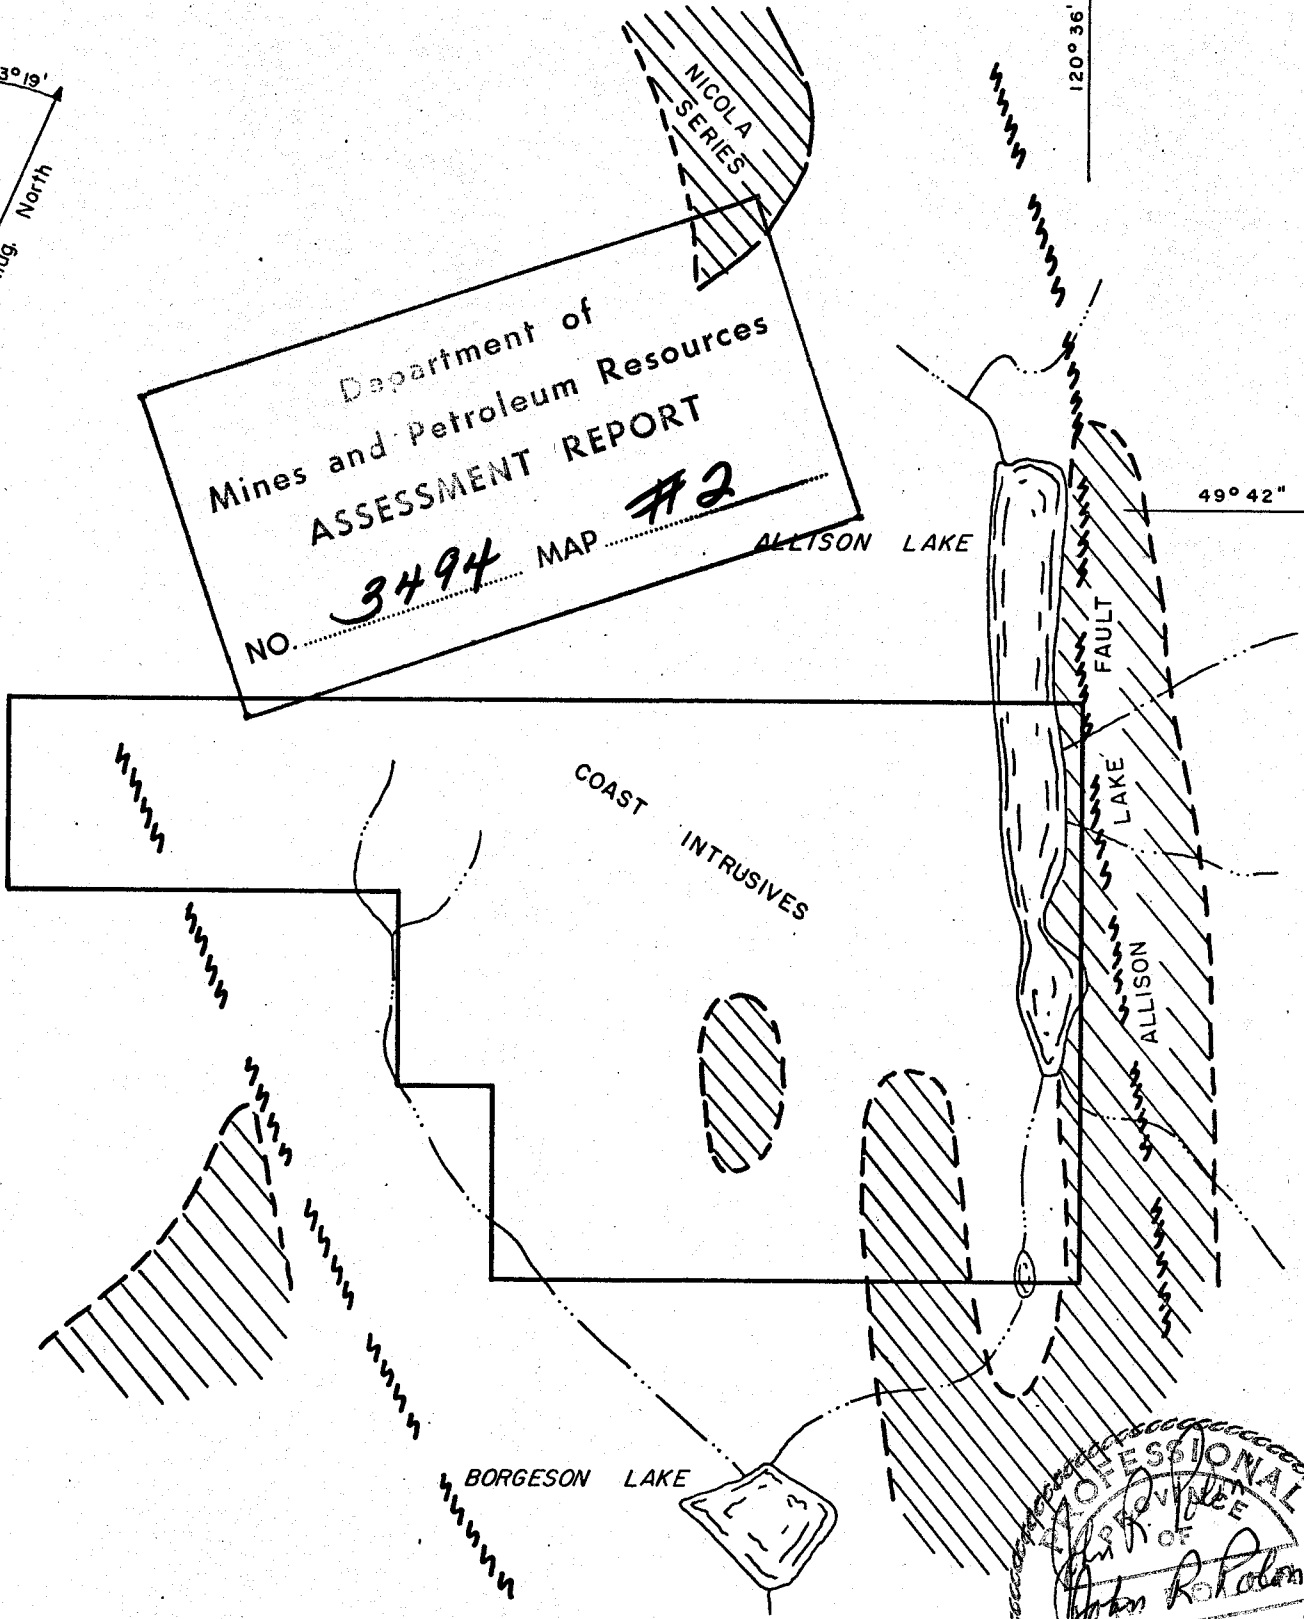 3°19'
North
120° 36'
NICOLA
SERIES
Department of
Mines and Petroleum Resources
ASSESSMENT REPORT
NO. 3494 MAP #2
49° 42"
ALLISON LAKE
FAULT
LAKE
ALLISON
COAST
INTRUSIVES
BORGESON LAKE
PROFESSIONAL
PROVINCE
OF
John R